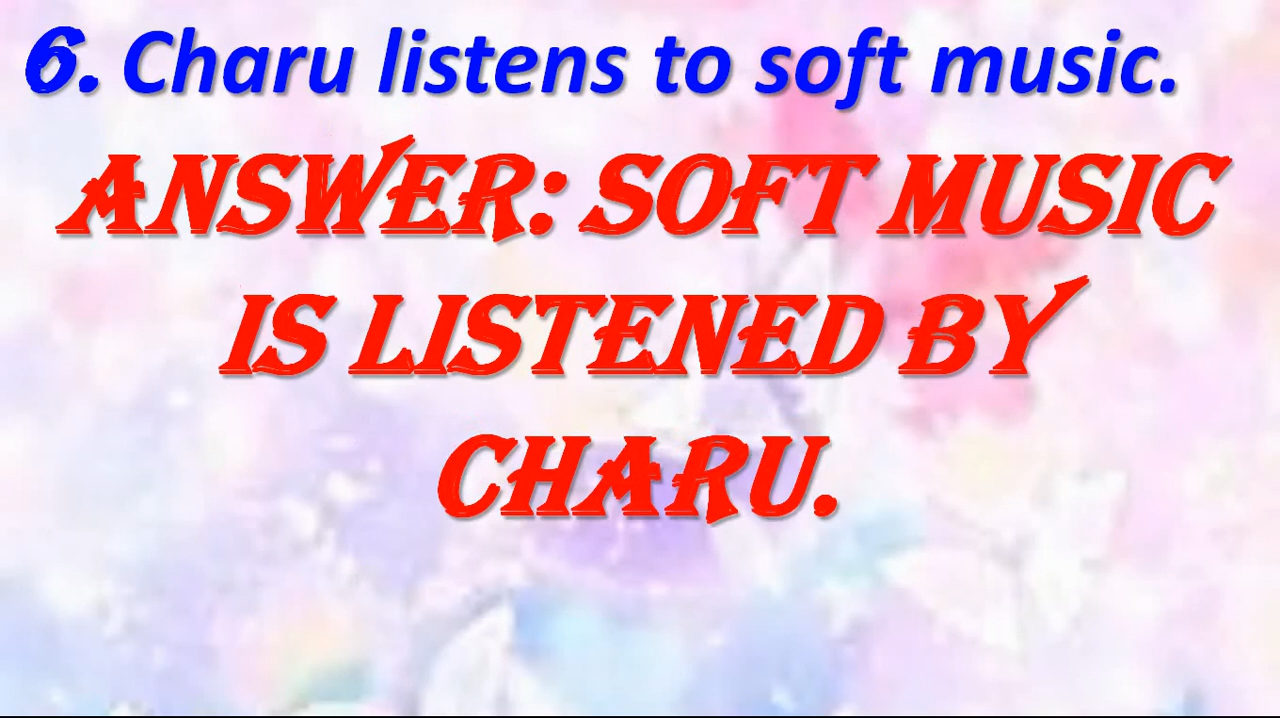 6. Charu listens to soft music.
ANSWER: SOFT MUSIC
IS LISTENED BY
CHARU.